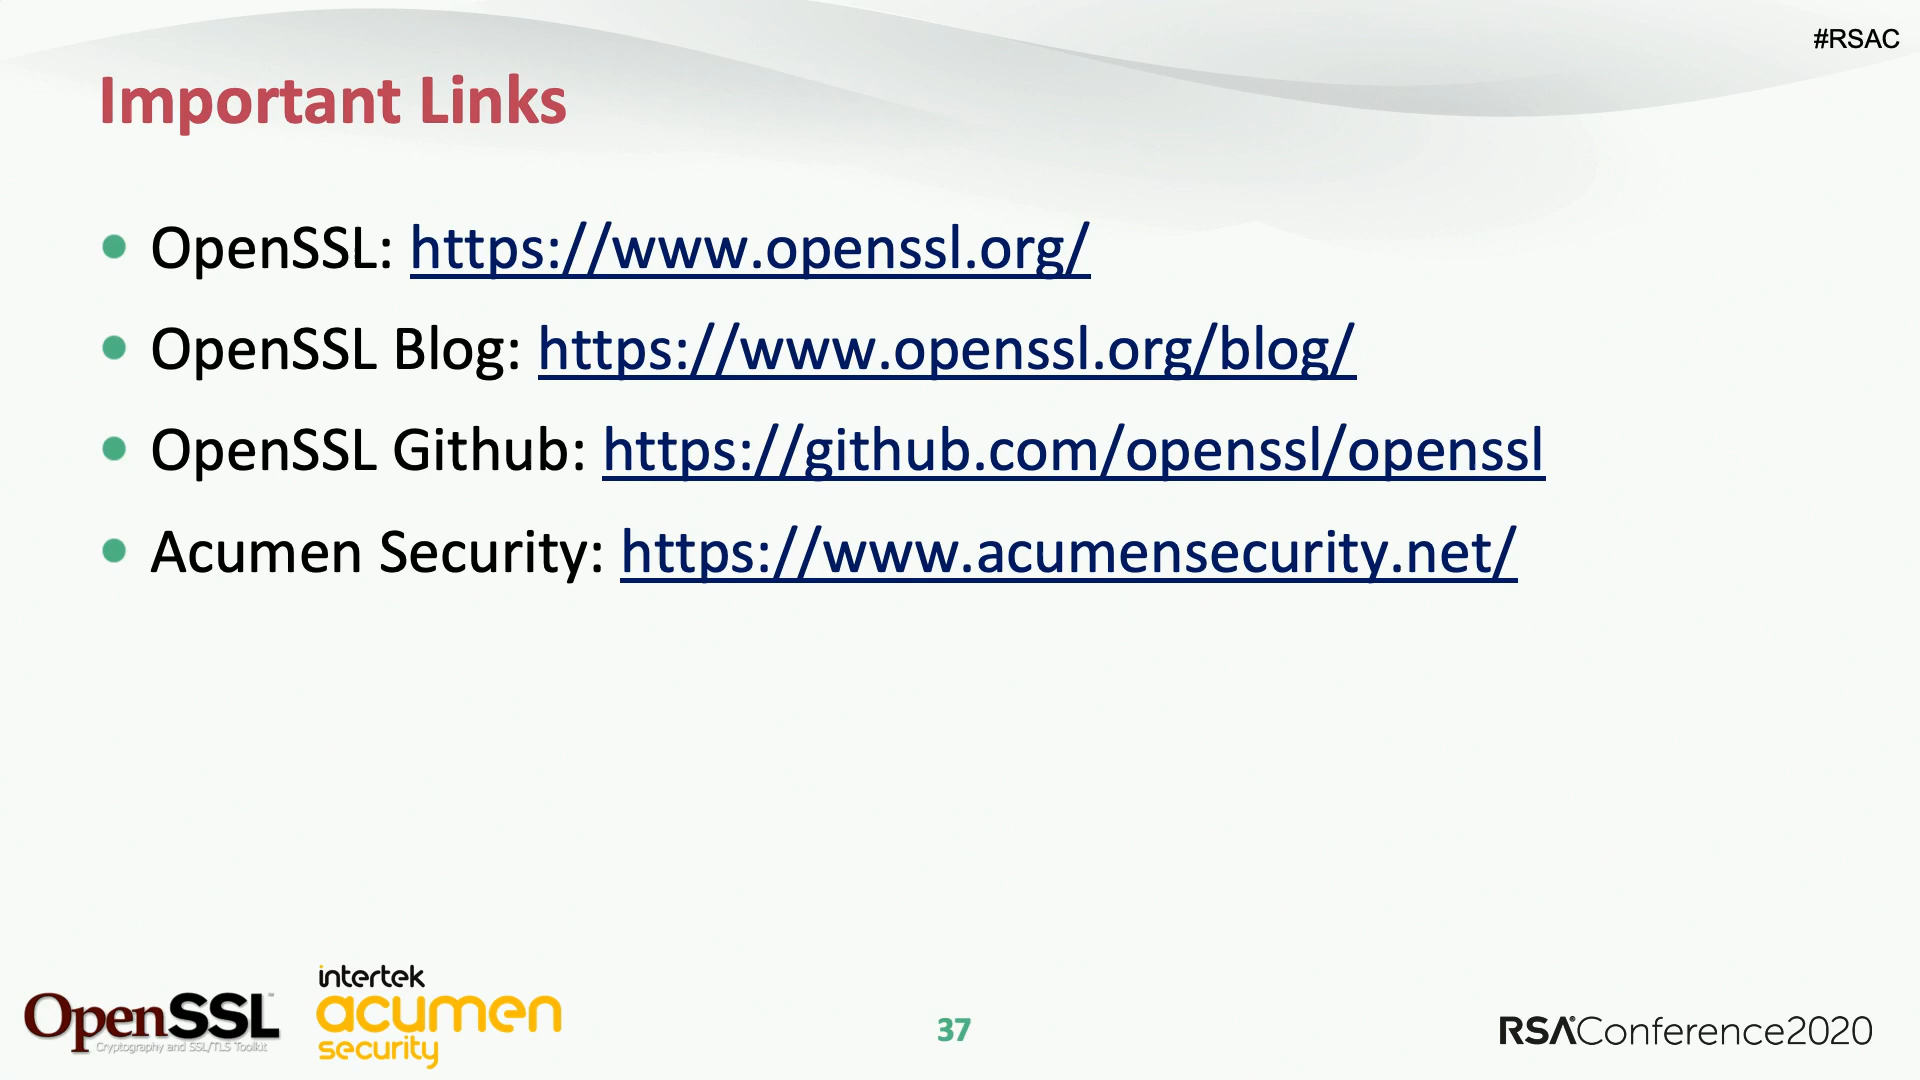 #RSAC
Important Links
• OpenSSL: https://www.openssl.org/
• OpenSSL Blog: https://www.openssl.org/blog/
• OpenSSL Github: https://github.com/openssl/openssl
• Acumen Security: https://www.acumensecurity.net/
OpenSSL™
Cryptography and SSL/TLS Toolkit
intertek
acumen
security
37
RSAConference2020